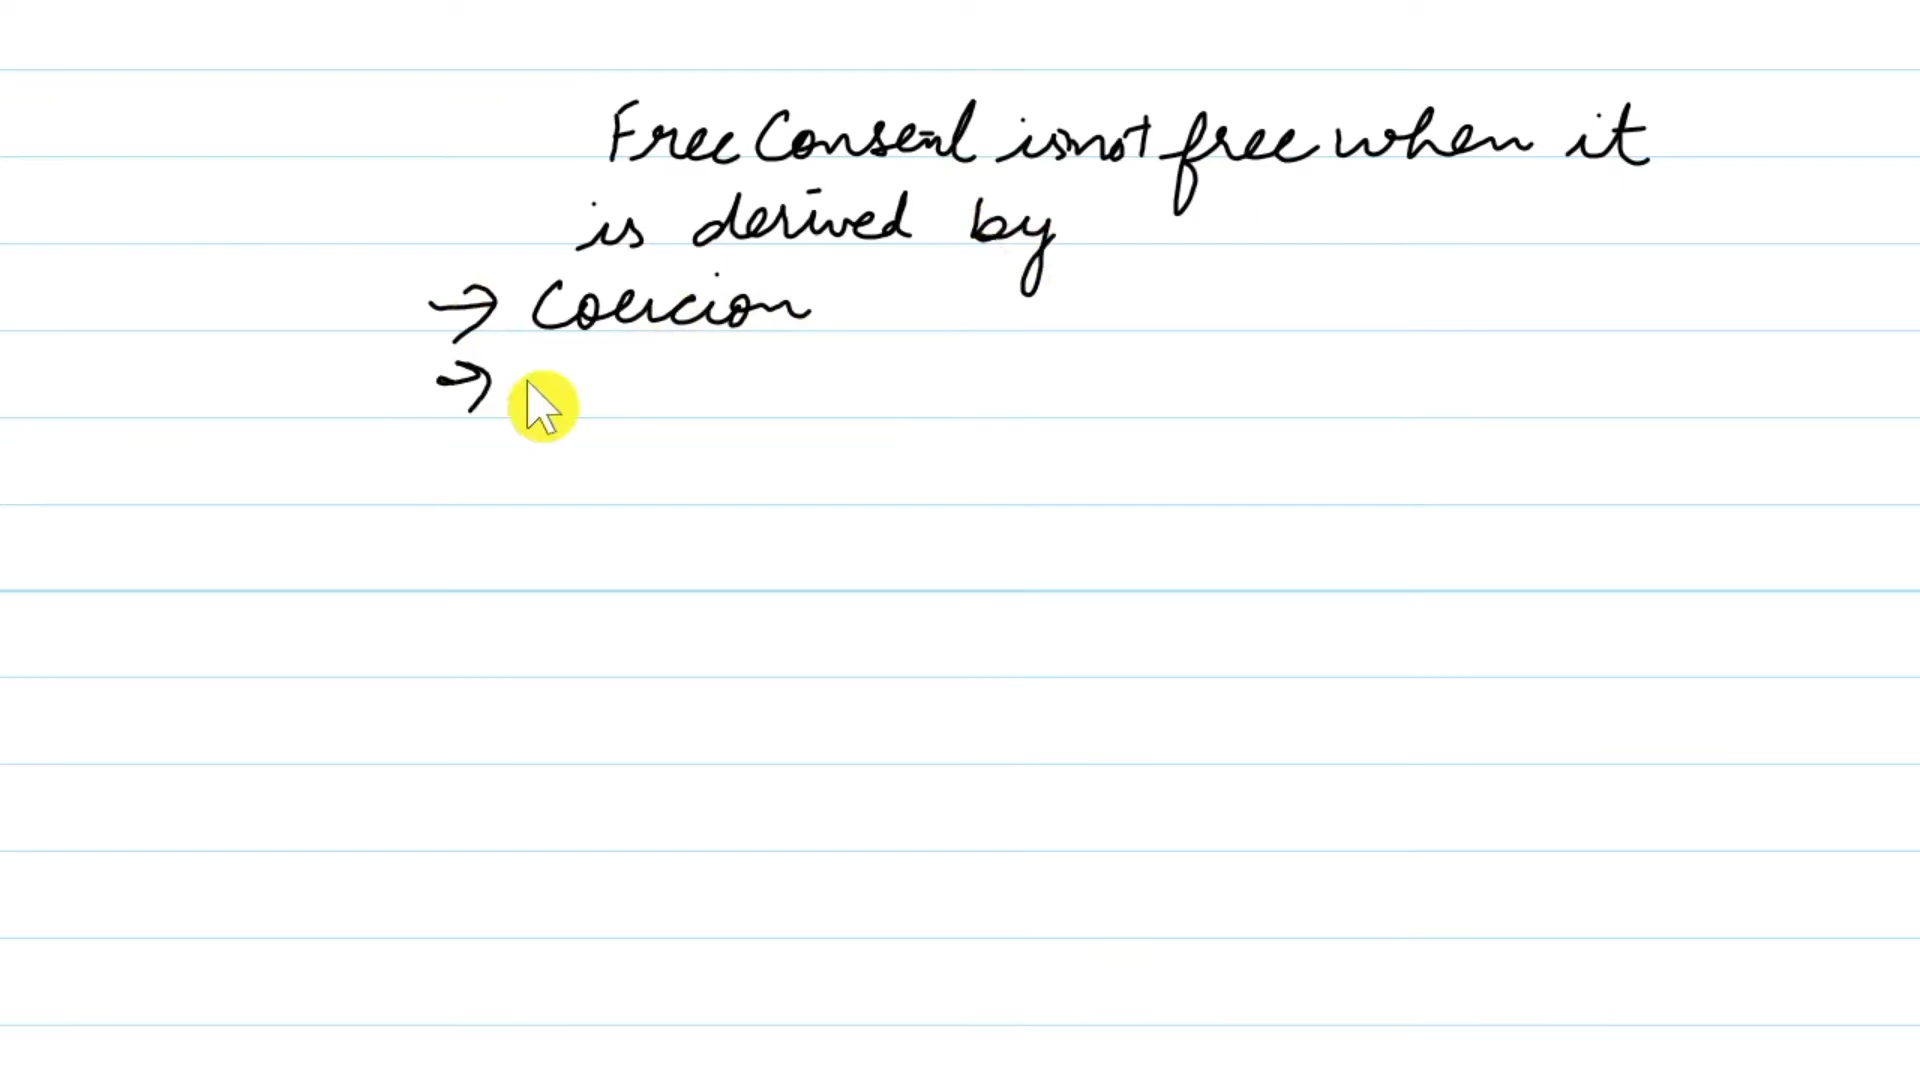 Free Consent is not free when it
is derived by
→ Coercion
→